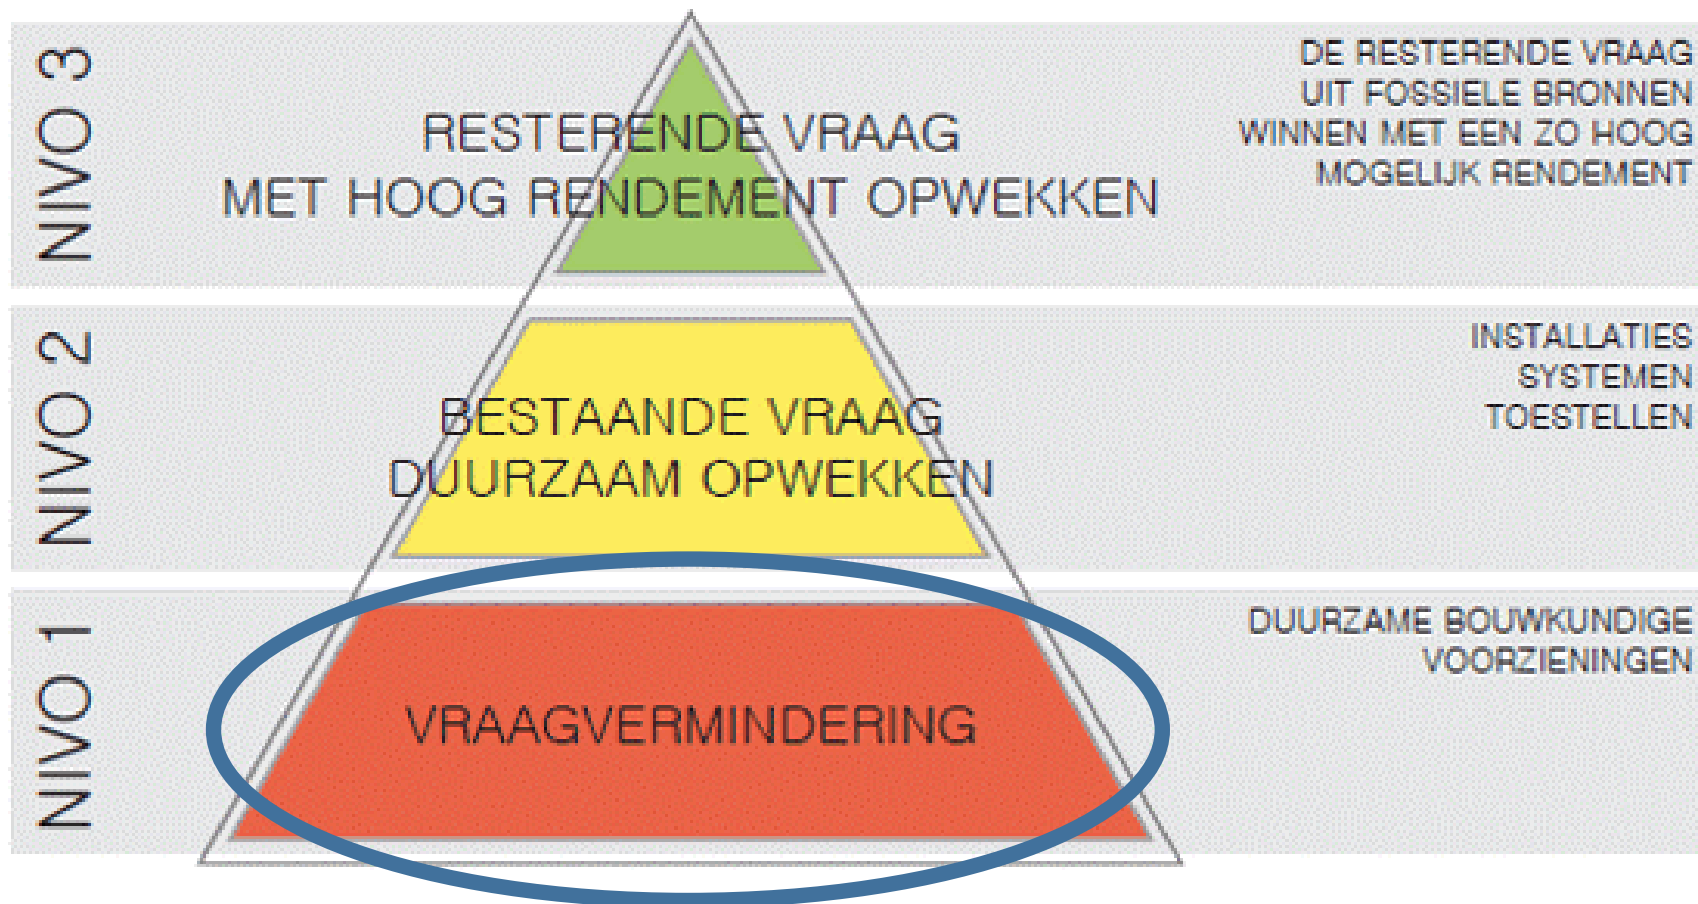 NIVO 3
RESTERENDE VRAAG
MET HOOG RENDEMENT OPWEKKEN
DE RESTERENDE VRAAG
UIT FOSSIELE BRONNEN
WINNEN MET EEN ZO HOOG
MOGELIJK RENDEMENT
NIVO 2
BESTAANDE VRAAG
DUURZAAM OPWEKKEN
INSTALLATIES
SYSTEMEN
TOESTELLEN
NIVO 1
VRAAGVERMINDERING
DUURZAME BOUWKUNDIGE
VOORZIENINGEN